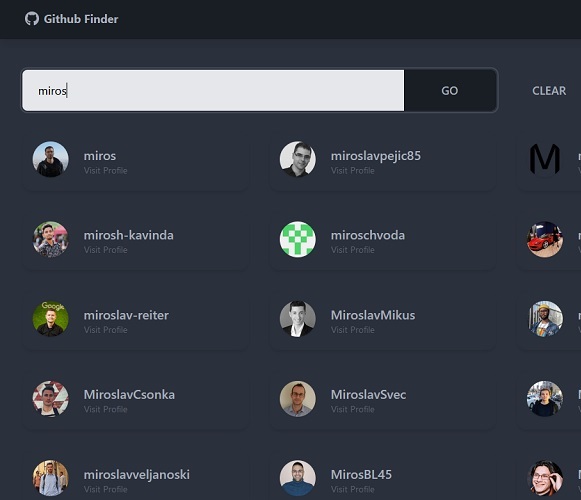 Github Finder
miros
GO
CLEAR
miros
Visit Profile
miroslavpejic85
Visit Profile
mirosh-kavinda
Visit Profile
miroschvoda
Visit Profile
miroslav-reiter
Visit Profile
MiroslavMikus
Visit Profile
MiroslavCsonka
Visit Profile
MiroslavSvec
Visit Profile
miroslavveljanoski
Visit Profile
MirosBL45
Visit Profile